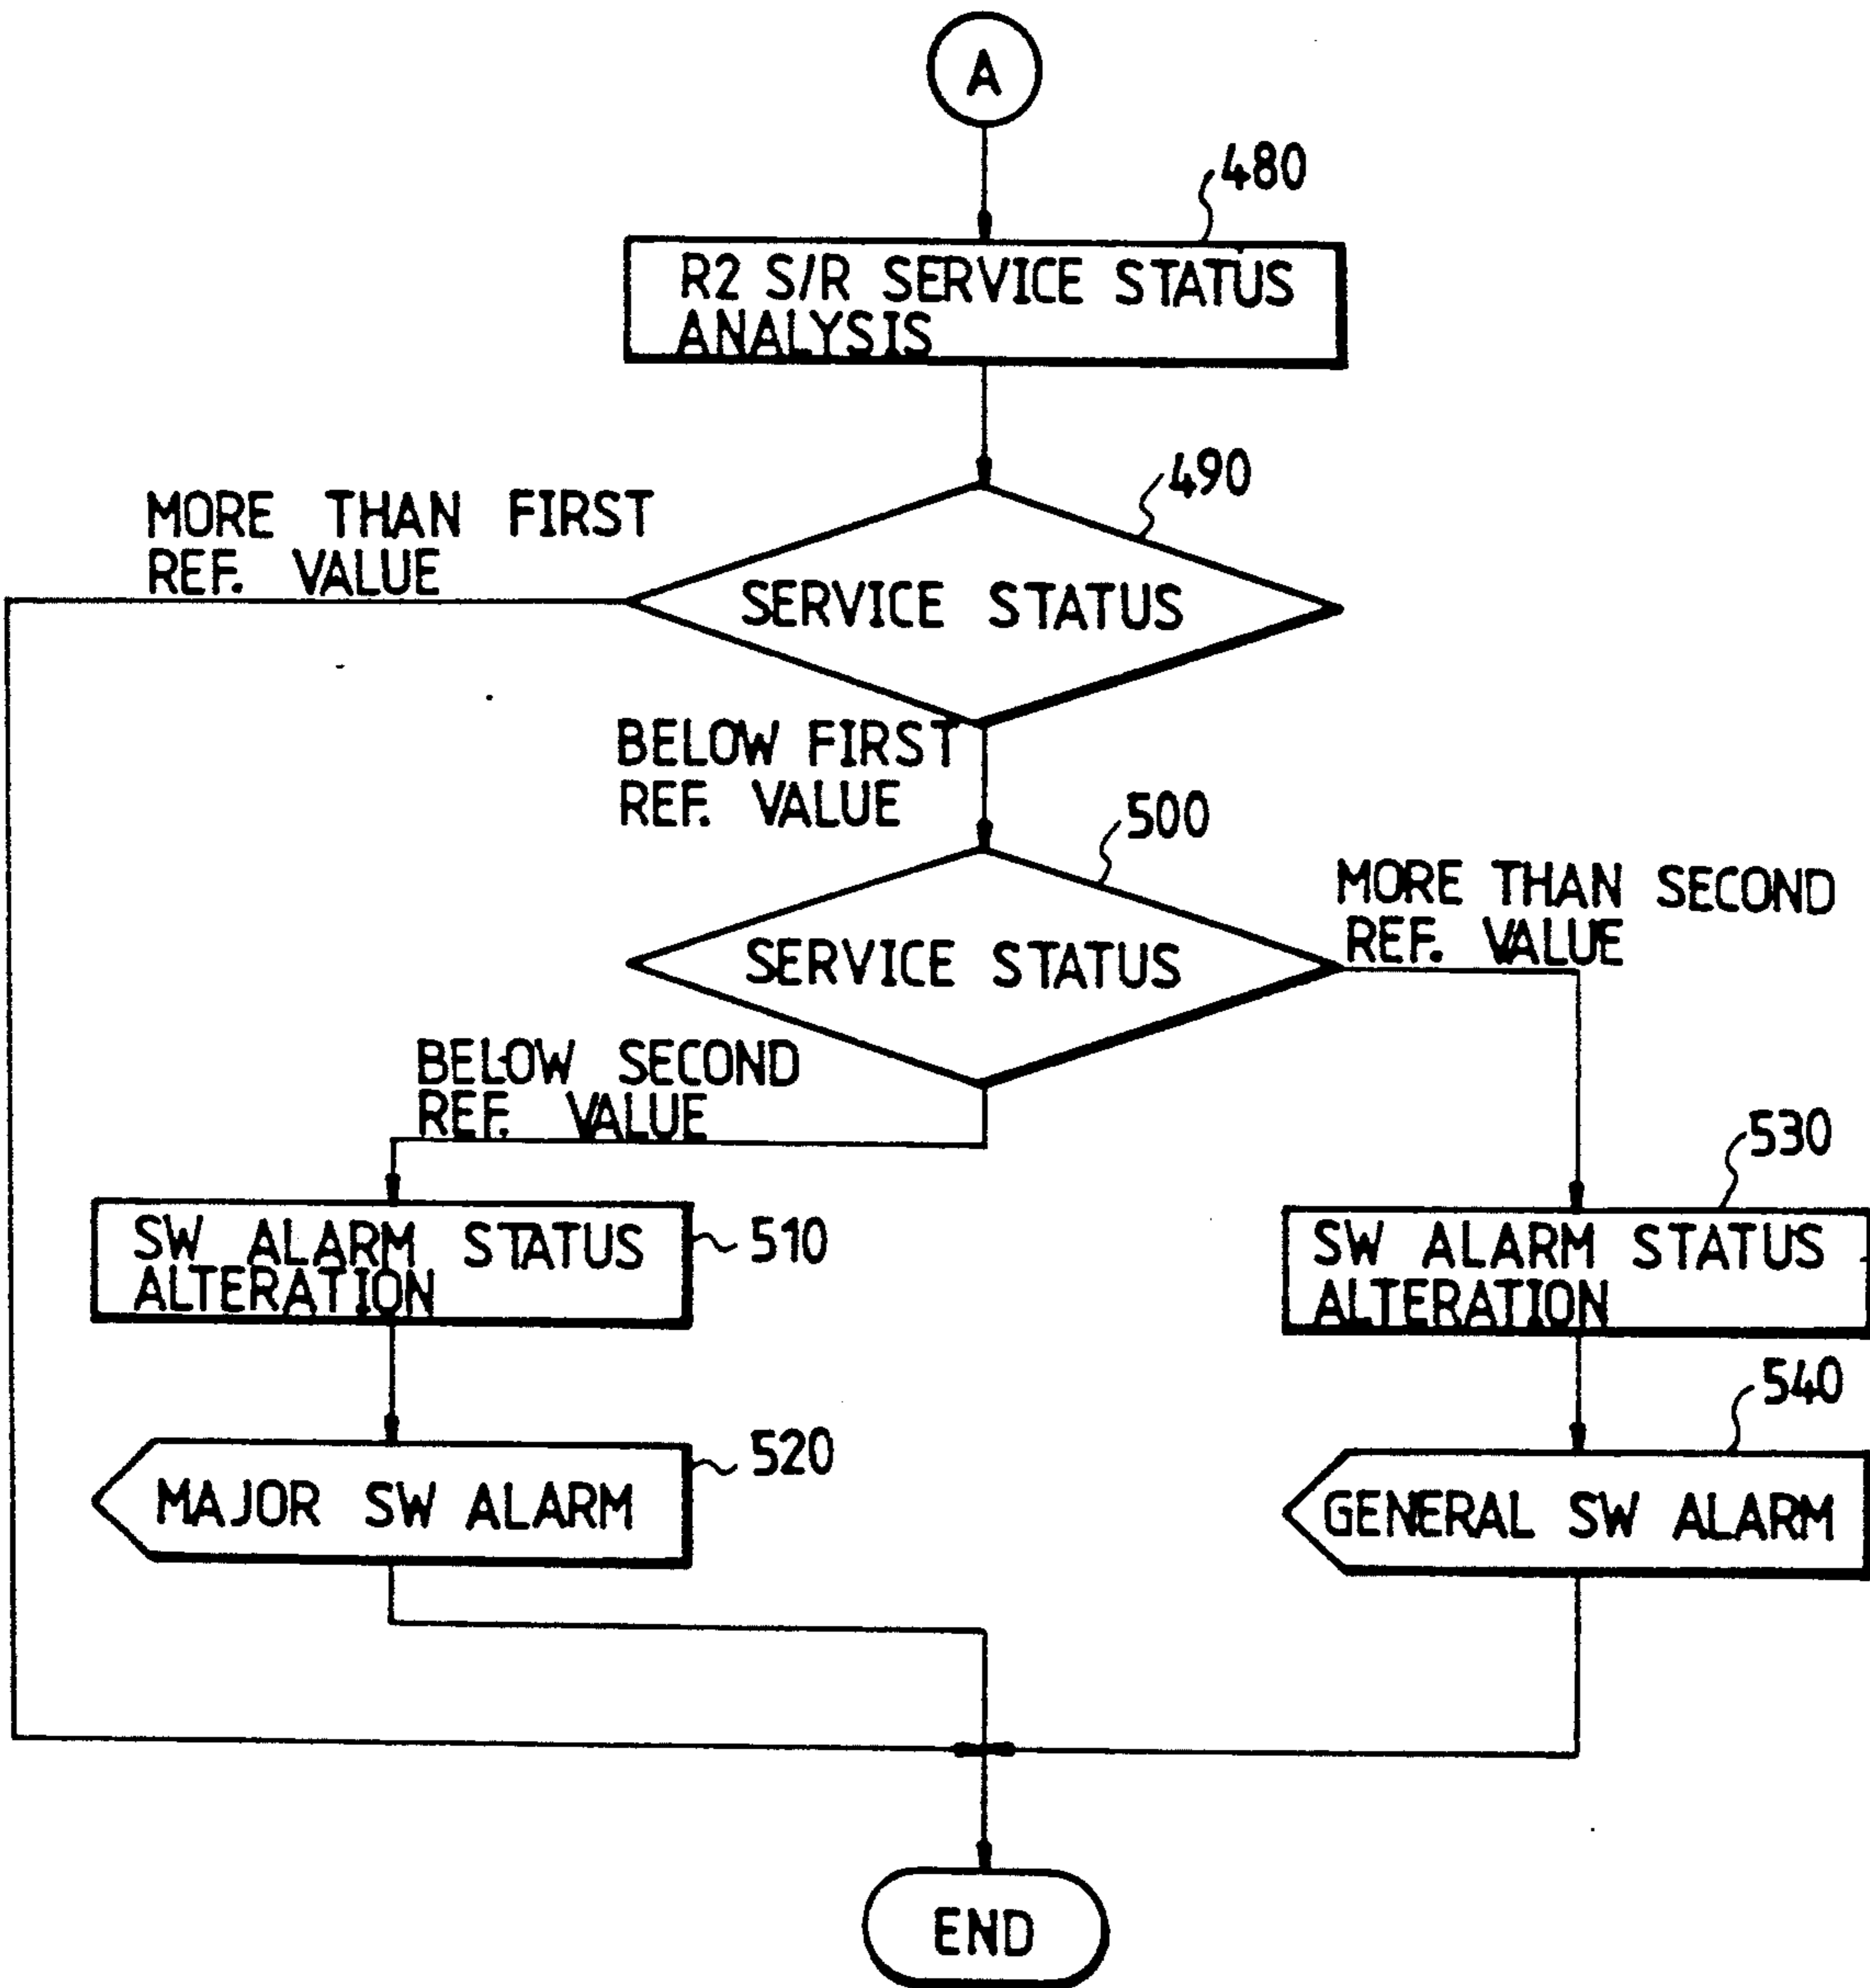 A
480
R2 S/R SERVICE STATUS
ANALYSIS
490
MORE THAN FIRST
REF. VALUE
SERVICE STATUS
BELOW FIRST
REF. VALUE
500
MORE THAN SECOND
REF. VALUE
SERVICE STATUS
BELOW SECOND
REF. VALUE
530
SW ALARM STATUS
ALTERATION
510
SW ALARM STATUS
ALTERATION
540
520
MAJOR SW ALARM
GENERAL SW ALARM
END